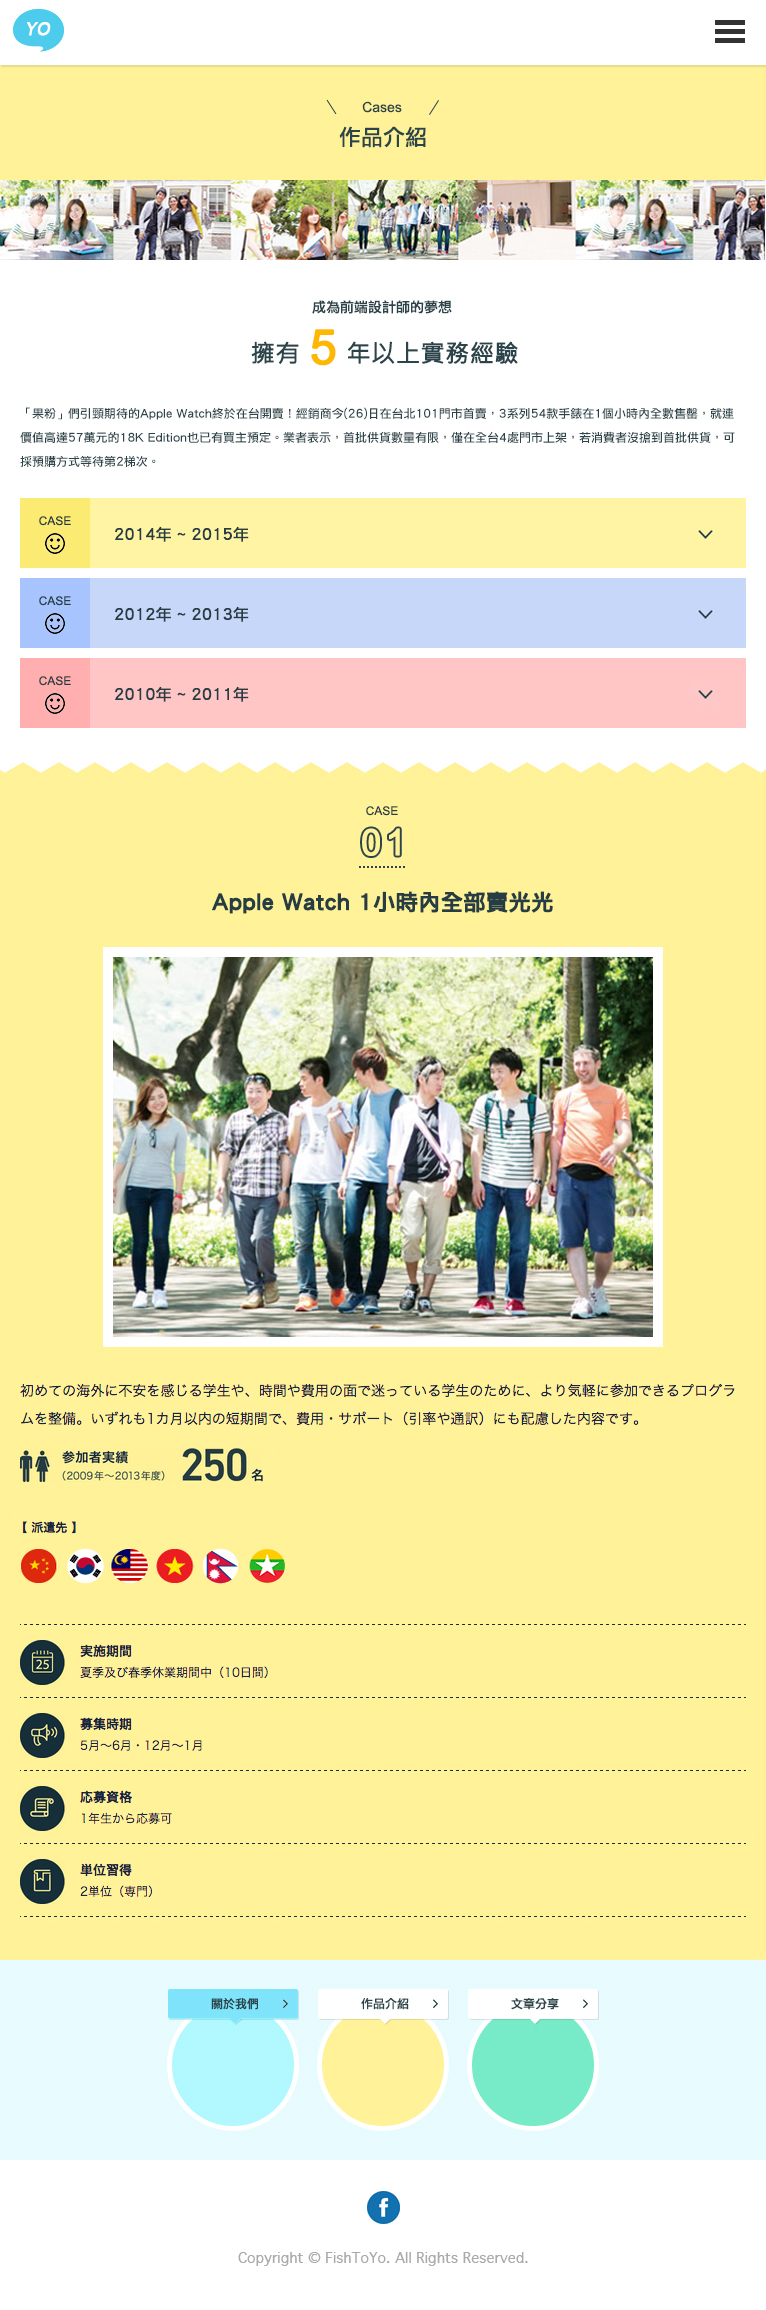 YO
Cases
作品介紹
成為前端設計師的夢想
擁有 5 年以上實務經驗
「果粉」們引頸期待的Apple Watch終於在台開賣！經銷商今(26)日在台北101門市首賣，3系列54款手錶在1個小時內全數售罄，就連
價值高達57萬元的18K Edition也已有買主預定。業者表示，首批供貨數量有限，僅在全台4處門市上架，若消費者沒搶到首批供貨，可
採預購方式等待第2梯次。
CASE
2014年 ~ 2015年
CASE
2012年 ~ 2013年
CASE
2010年 ~ 2011年
CASE
01
Apple Watch 1小時內全部賣光光
初めての海外に不安を感じる学生や、時間や費用の面で迷っている学生のために、より気軽に参加できるプログラ
ムを整備。いずれも1カ月以内の短期間で、費用・サポート（引率や通訳）にも配慮した内容です。
参加者実績
（2009年〜2013年度）
250名
【 派遣先 】
25
実施期間
夏季及び春季休業期間中（10日間）
募集時期
5月〜6月・12月〜1月
応募資格
1年生から応募可
単位習得
2単位（専門）
關於我們
作品介紹
文章分享
f
Copyright © FishToYo. All Rights Reserved.